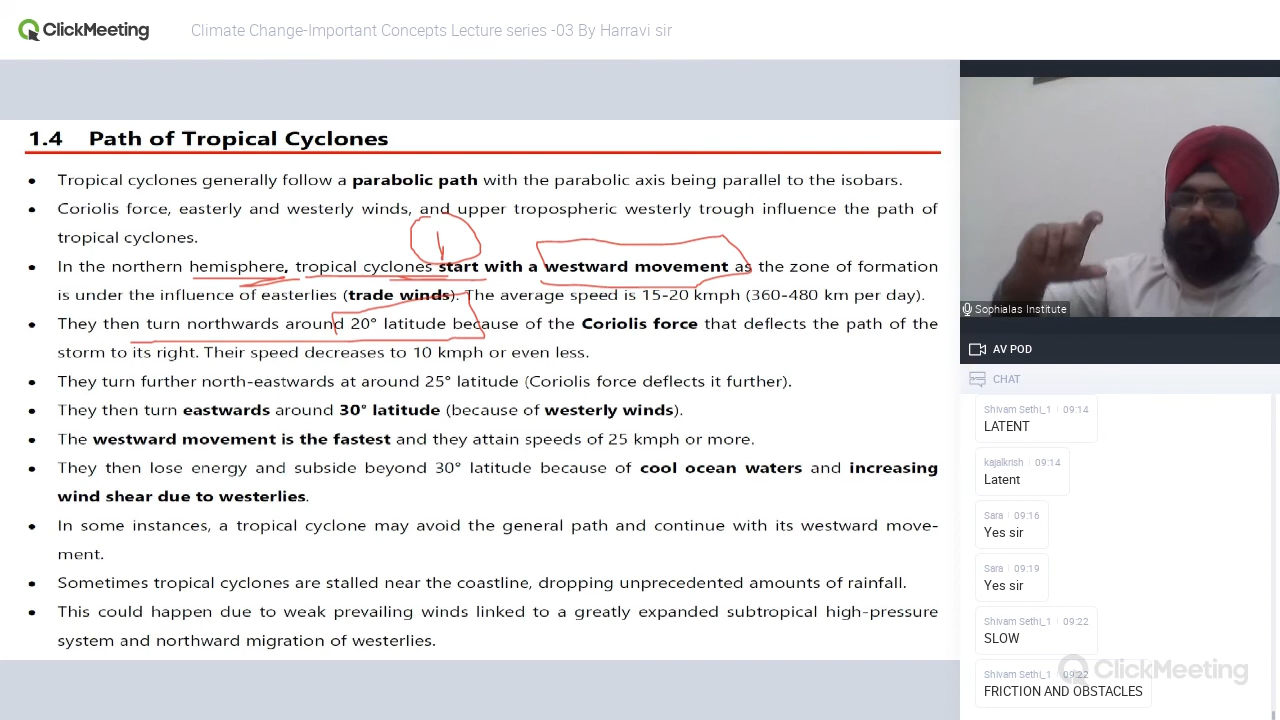 ClickMeeting
Climate Change-Important Concepts Lecture series -03 By Harravi sir
1.4 Path of Tropical Cyclones
• Tropical cyclones generally follow a parabolic path with the parabolic axis being parallel to the isobars.
• Coriolis force, easterly and westerly winds, and upper tropospheric westerly trough influence the path of
tropical cyclones.
1
• In the northern hemisphere, tropical cyclones start with a westward movement as the zone of formation
is under the influence of easterlies (trade winds). The average speed is 15-20 kmph (360-480 km per day).
• They then turn northwards around 20° latitude because of the Coriolis force that deflects the path of the
storm to its right. Their speed decreases to 10 kmph or even less.
• They turn further north-eastwards at around 25° latitude (Coriolis force deflects it further).
• They then turn eastwards around 30° latitude (because of westerly winds).
• The westward movement is the fastest and they attain speeds of 25 kmph or more.
• They then lose energy and subside beyond 30° latitude because of cool ocean waters and increasing
wind shear due to westerlies.
• In some instances, a tropical cyclone may avoid the general path and continue with its westward move-
ment.
• Sometimes tropical cyclones are stalled near the coastline, dropping unprecedented amounts of rainfall.
• This could happen due to weak prevailing winds linked to a greatly expanded subtropical high-pressure
system and northward migration of westerlies.
Sophialas Institute
AV POD
CHAT
Shivam Sethi_1 09:14
LATENT
kajalkrish 09:14
Latent
Sara 09:16
Yes sir
Sara 09:19
Yes sir
Shivam Sethi_1 09:22
SLOW
Shivam Sethi_1 09:22
FRICTION AND OBSTACLES
ClickMeeting